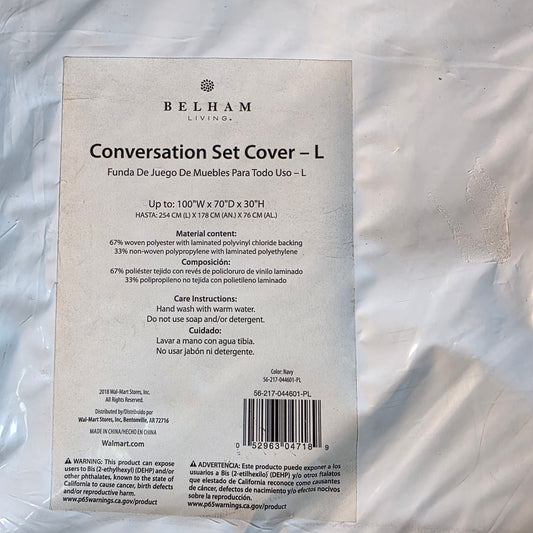 BELHAM
LIVING®
Conversation Set Cover – L
Funda De Juego De Muebles Para Todo Uso – L
Up to: 100"W x 70"D x 30"H
HASTA: 254 CM (L) X 178 CM (AN.) X 76 CM (AL.)
Material content:
67% woven polyester with laminated polyvinyl chloride backing
33% non-woven polypropylene with laminated polyethylene
Composición:
67% poliéster tejido con revés de policloruro de vinilo laminado
33% polipropileno no tejido con polietileno laminado
Care Instructions:
Hand wash with warm water.
Do not use soap and/or detergent.
Cuidado:
Lavar a mano con agua tibia.
No usar jabón ni detergente.
2018 Wal-Mart Stores, Inc.
All Rights Reserved.
Distributed by/Distribuido por
Wal-Mart Stores, Inc. Bentonville, AR 72716
MADE IN CHINA/HECHO EN CHINA
Walmart.com
Color: Navy
56-217-044601-PL
56-217-044601-PL
0 52963 04718 9
⚠ WARNING: This product can expose
users to Bis (2-ethylhexyl) (DEHP) and/or
other phthalates, known to the state of
California to cause cancer, birth defects
and/or reproductive harm.
www.p65warnings.ca.gov/product
⚠ ADVERTENCIA: Este producto puede exponer a los
usuarios a Bis (2-etilhexilo) (DEHP) y/o otros ftalatos
que elestado de California reconoce como causantes
de cáncer, defectos de nacimiento y/o efectos nocivos
sobre la reproducción.
www.p65warnings.ca.gov/product